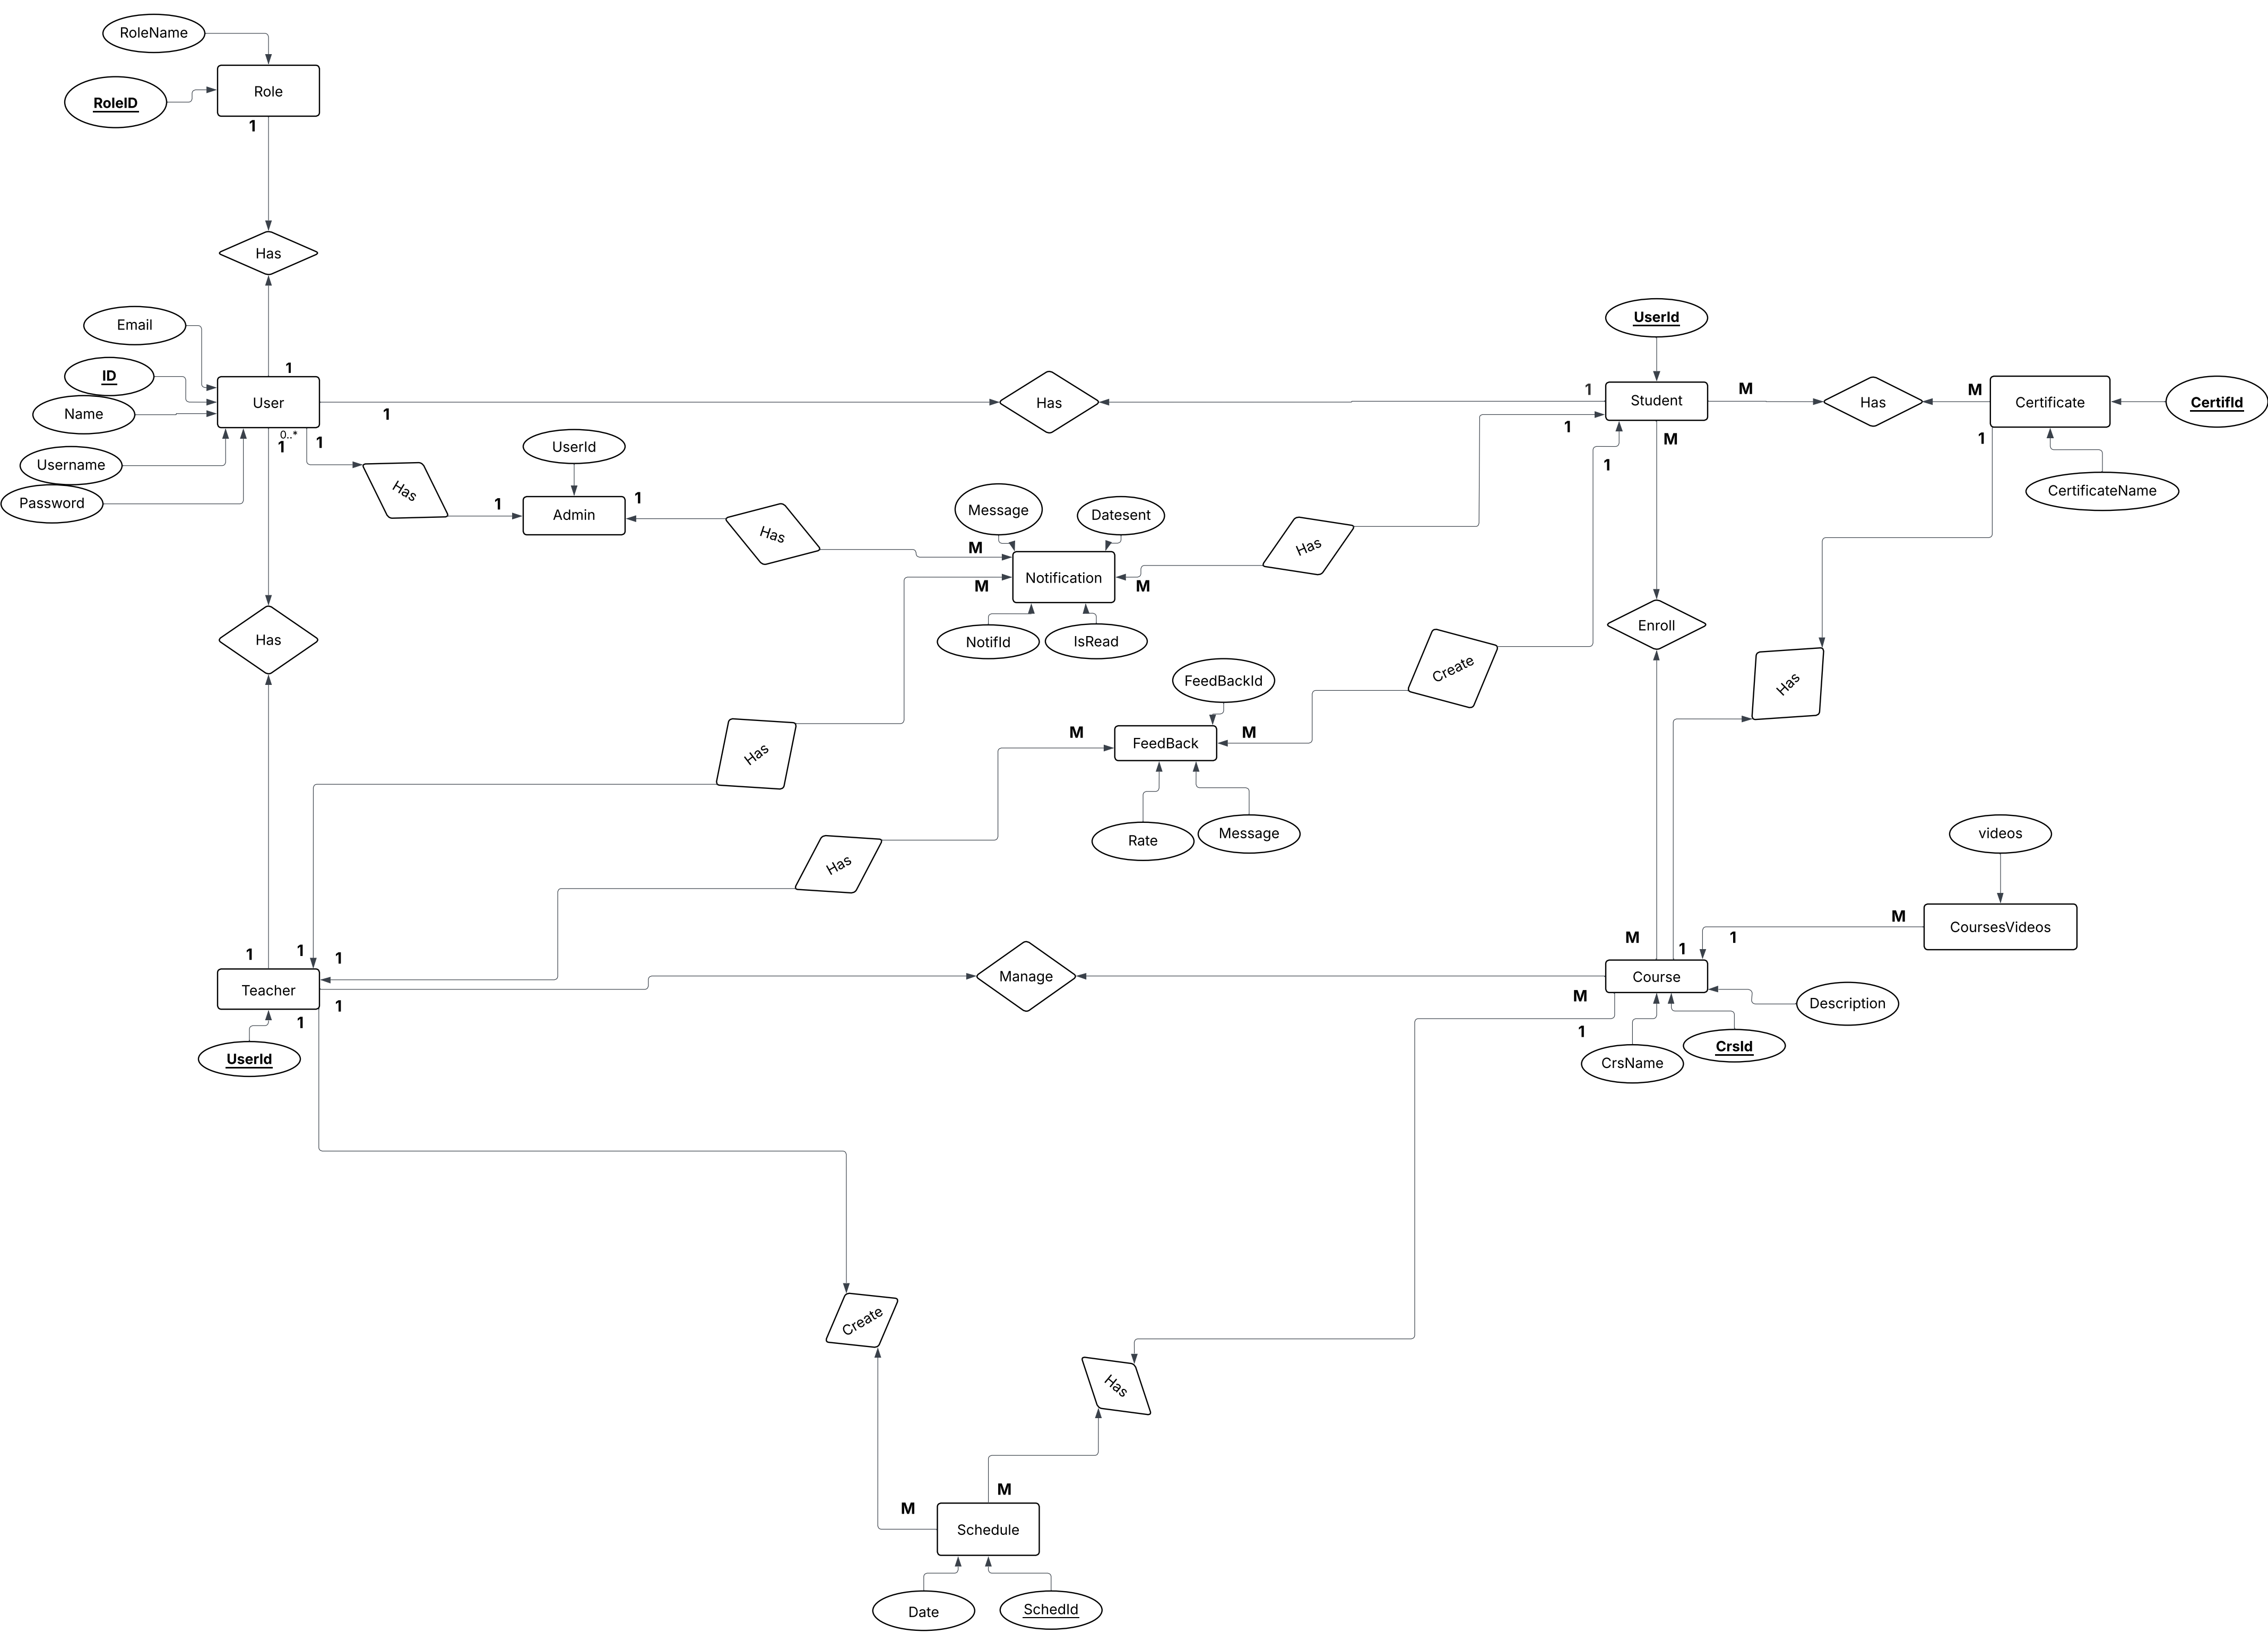 RoleName
RoleID
Role
1
Has
Email
ID
Name
Username
Password
1
User
1
0..*
1
1
Has
1
UserId
Admin
1
Has
Has
1
UserId
Student
M
Has
M
Certificate
CertifId
1
CertificateName
1
1
M
Message
Datesent
M
Notification
M
M
NotifId
IsRead
Has
Has
Enroll
Create
Has
FeedBackId
M
FeedBack
M
Rate
Message
Has
Has
videos
M
CoursesVideos
1
1
M
1
1
1
Teacher
1
1
UserId
Manage
Course
M
1
Description
CrsName
CrsId
Create
Has
M
M
Schedule
Date
SchedId